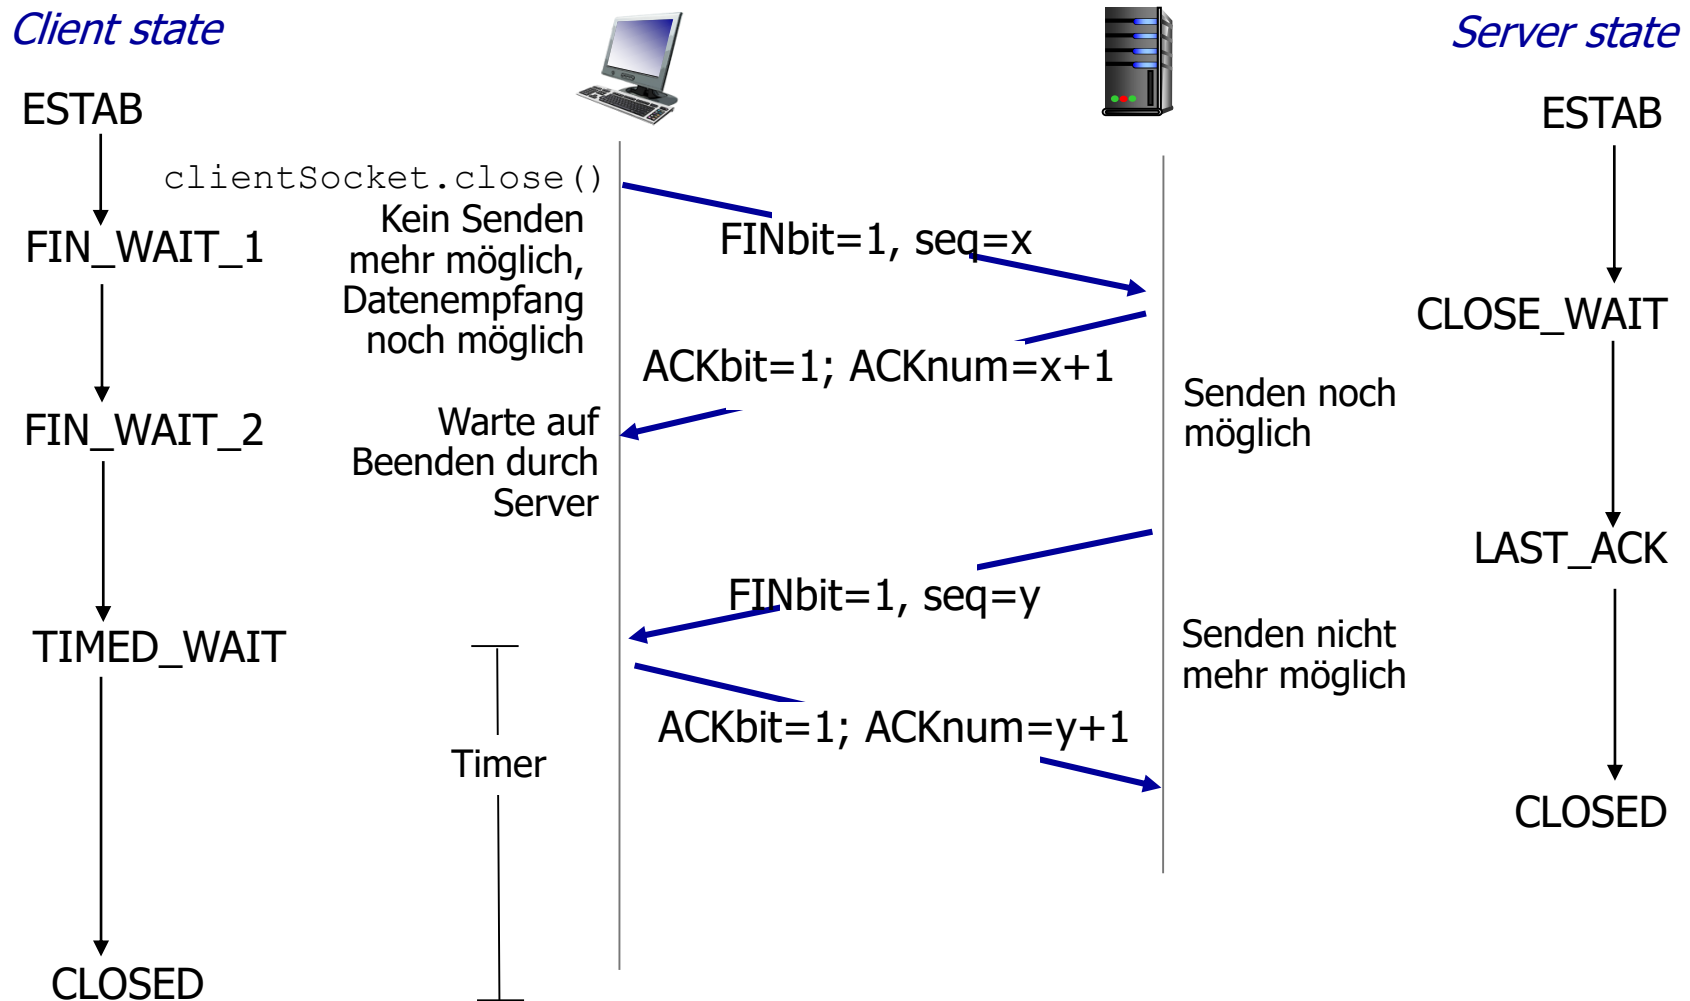 Client state
Server state
ESTAB
ESTAB
clientSocket.close()
Kein Senden
mehr möglich,
Datenempfang
noch möglich
FINbit=1, seq=x
FIN_WAIT_1
CLOSE_WAIT
ACKbit=1; ACKnum=x+1
Senden noch
möglich
FIN_WAIT_2
Warte auf
Beenden durch
Server
LAST_ACK
FINbit=1, seq=y
TIMED_WAIT
Senden nicht
mehr möglich
ACKbit=1; ACKnum=y+1
Timer
CLOSED
CLOSED